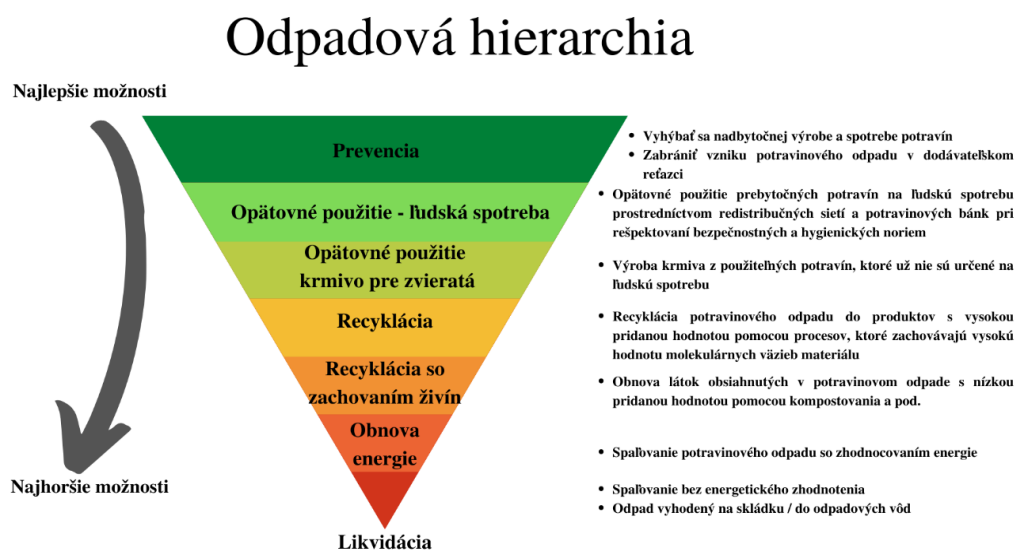 Odpadová hierarchia
Najlepšie možnosti
Prevencia
Opätovné použitie - ľudská spotreba
Opätovné použitie
krmivo pre zvieratá
Recyklácia
Recyklácia so
zachovaním živín
Obnova
energie
Likvidácia
Najhoršie možnosti
• Vyhýbať sa nadbytočnej výrobe a spotrebe potravín
• Zabrániť vzniku potravinového odpadu v dodávateľskom
reťazci
• Opätovné použitie prebytočných potravín na ľudskú spotrebu
prostredníctvom redistribučných sietí a potravinových bánk pri
rešpektovaní bezpečnostných a hygienických noriem
• Výroba krmiva z použiteľných potravín, ktoré už nie sú určené na
ľudskú spotrebu
• Recyklácia potravinového odpadu do produktov s vysokou
pridanou hodnotou pomocou procesov, ktoré zachovávajú vysokú
hodnotu molekulárnych väzieb materiálu
• Obnova látok obsiahnutých v potravinovom odpade s nízkou
pridanou hodnotou pomocou kompostovania a pod.
• Spaľovanie potravinového odpadu so zhodnocovaním energie
• Spaľovanie bez energetického zhodnotenia
• Odpad vyhodený na skládku / do odpadových vôd